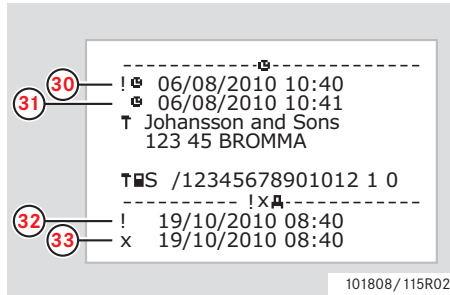 30 ! 06/08/2010 10:40
31 06/08/2010 10:41
Johansson and Sons
123 45 BROMMA
S /12345678901012 1 0
---------- !x------------
32 ! 19/10/2010 08:40
33 x 19/10/2010 08:40
101808/115R02